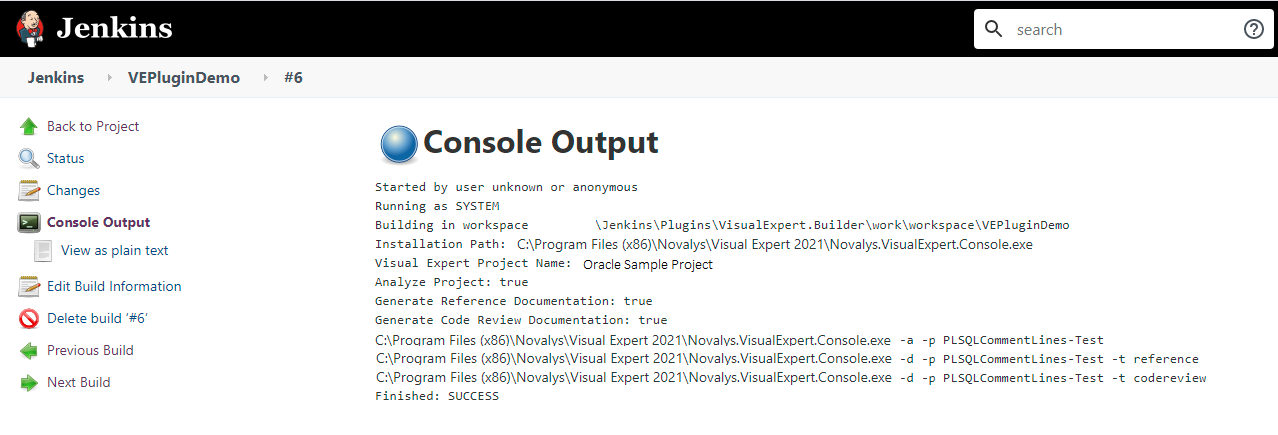 Jenkins
search
Jenkins
VEPluginDemo
#6
Back to Project
Status
Changes
Console Output
View as plain text
Edit Build Information
Delete build ‘#6’
Previous Build
Next Build
Console Output
Started by user unknown or anonymous
Running as SYSTEM
Building in workspace \Jenkins\Plugins\VisualExpert.Builder\work\workspace\VEPluginDemo
Installation Path: C:\Program Files (x86)\Novalys\Visual Expert 2021\Novalys.VisualExpert.Console.exe
Visual Expert Project Name: Oracle Sample Project
Analyze Project: true
Generate Reference Documentation: true
Generate Code Review Documentation: true
C:\Program Files (x86)\Novalys\Visual Expert 2021\Novalys.VisualExpert.Console.exe -a -p PLSQLCommentLines-Test
C:\Program Files (x86)\Novalys\Visual Expert 2021\Novalys.VisualExpert.Console.exe -d -p PLSQLCommentLines-Test -t reference
C:\Program Files (x86)\Novalys\Visual Expert 2021\Novalys.VisualExpert.Console.exe -d -p PLSQLCommentLines-Test -t codereview
Finished: SUCCESS